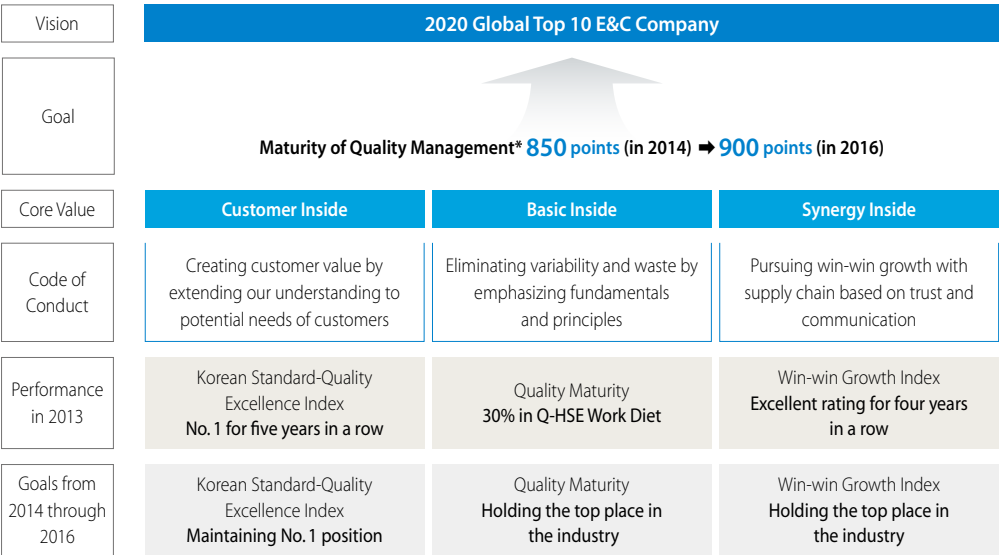 Vision
2020 Global Top 10 E&C Company
Goal
Maturity of Quality Management* 850 points (in 2014) ➡ 900 points (in 2016)
Core Value
Customer Inside
Basic Inside
Synergy Inside
Code of
Conduct
Creating customer value by
extending our understanding to
potential needs of customers
Eliminating variability and waste by
emphasizing fundamentals
and principles
Pursuing win-win growth with
supply chain based on trust and
communication
Performance
in 2013
Korean Standard-Quality
Excellence Index
No. 1 for five years in a row
Quality Maturity
30% in Q-HSE Work Diet
Win-win Growth Index
Excellent rating for four years
in a row
Goals from
2014 through
2016
Korean Standard-Quality
Excellence Index
Maintaining No. 1 position
Quality Maturity
Holding the top place in
the industry
Win-win Growth Index
Holding the top place in
the industry